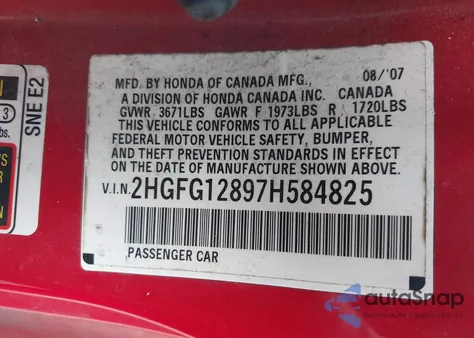 SNE E2
3
bs.
'S
R
MFD. BY HONDA OF CANADA MFG., 08/'07
A DIVISION OF HONDA CANADA INC. CANADA
GVWR 3671LBS GAWR F 1973LBS R 1720LBS
THIS VEHICLE CONFORMS TO ALL APPLICABLE
FEDERAL MOTOR VEHICLE SAFETY, BUMPER,
AND THEFT PREVENTION STANDARDS IN EFFECT
ON THE DATE OF MANUFACTURE SHOWN ABOVE.
V.I.N. 2HGFG12897H584825
PASSENGER CAR
autoSnap